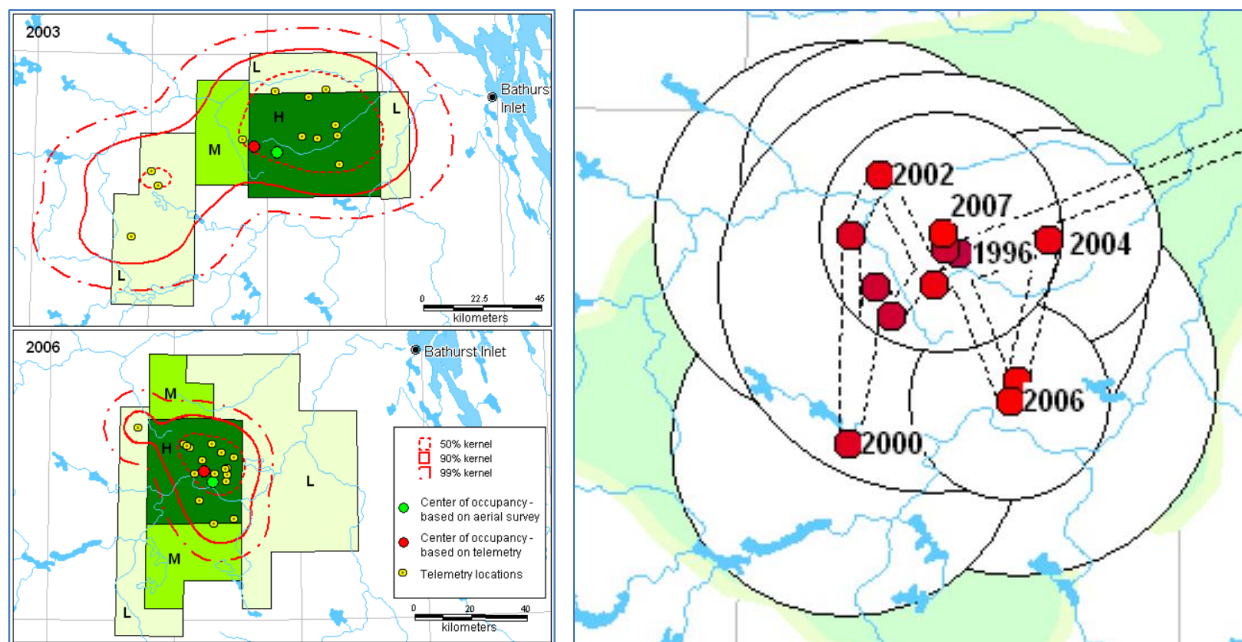 2003
L
Bathurst
Inlet
H
L
M
L
0 22.5 45
kilometers
2006
Bathurst Inlet
M
H
L
M
L
50% kernel
90% kernel
99% kernel
Center of occupancy -
based on aerial survey
Center of occupancy -
based on telemetry
Telemetry locations
0 20 40
kilometers
2002
2007
1996
2004
2006
2000